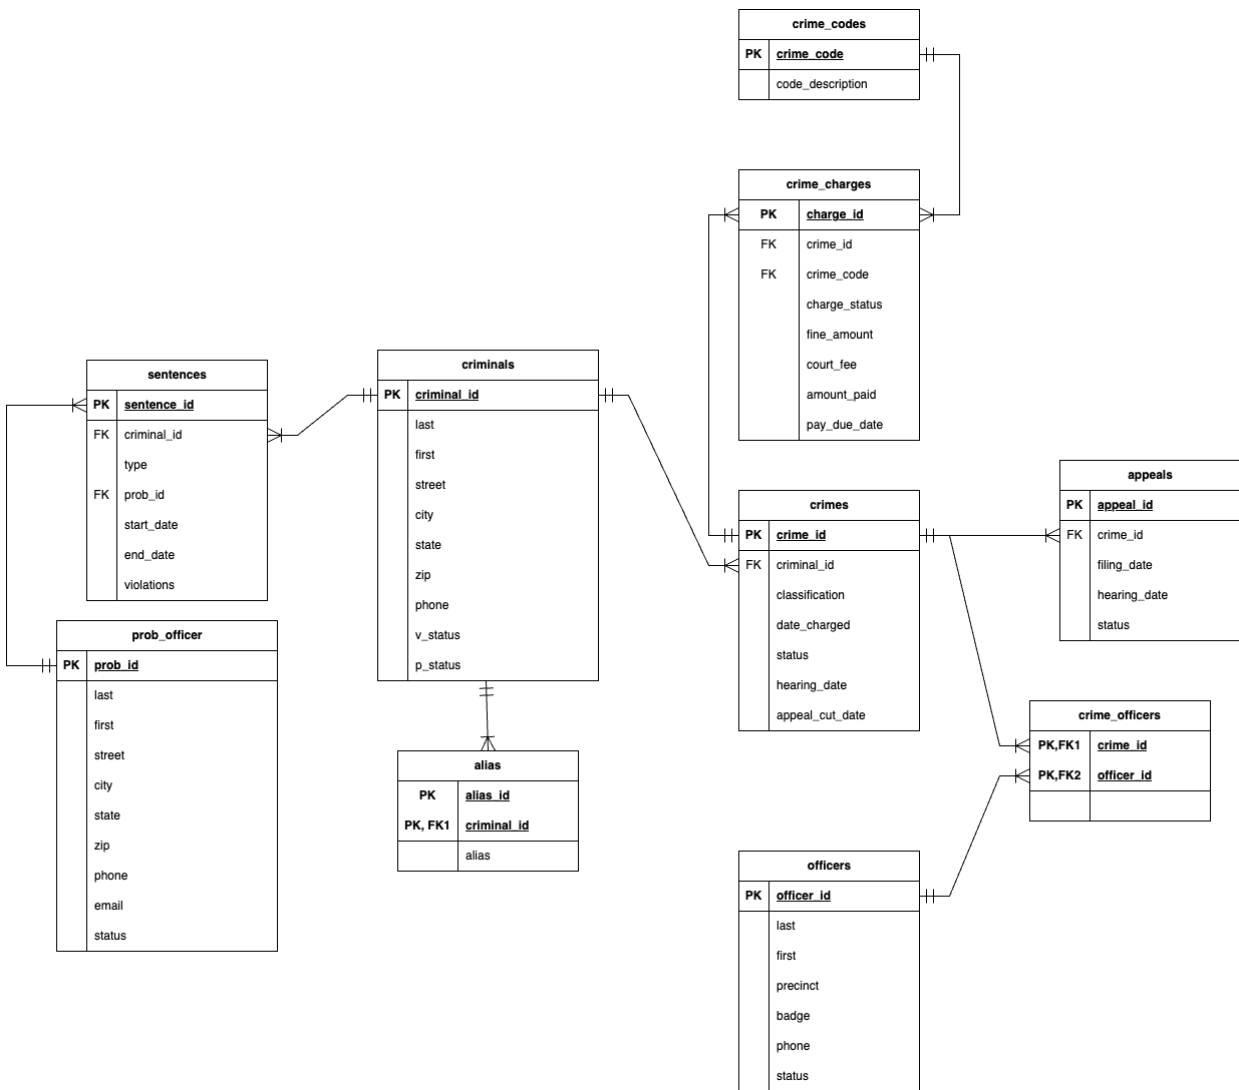 crime_codes
PK crime_code
code_description
crime_charges
PK charge_id
FK crime_id
FK crime_code
charge_status
fine_amount
court_fee
amount_paid
pay_due_date
sentences
PK sentence_id
FK criminal_id
type
FK prob_id
start_date
end_date
violations
criminals
PK criminal_id
last
first
street
city
state
zip
phone
v_status
p_status
crimes
PK crime_id
FK criminal_id
classification
date_charged
status
hearing_date
appeal_cut_date
appeals
PK appeal_id
FK crime_id
filing_date
hearing_date
status
prob_officer
PK prob_id
last
first
street
city
state
zip
phone
email
status
alias
PK alias_id
PK, FK1 criminal_id
alias
crime_officers
PK,FK1 crime_id
PK,FK2 officer_id
officers
PK officer_id
last
first
precinct
badge
phone
status